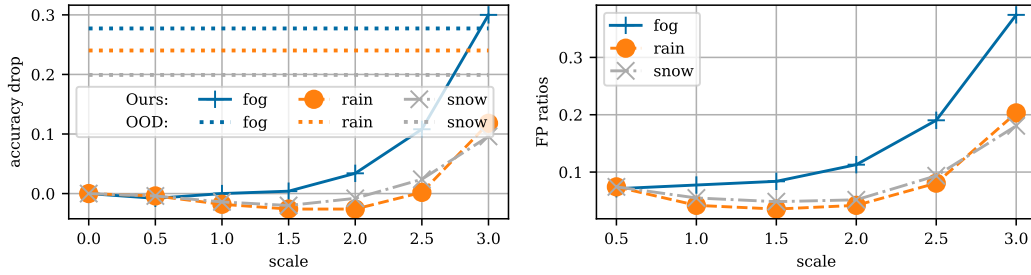 0.3
0.2
0.1
0.0
accuracy drop
Ours: fog rain snow
OOD: fog rain snow
0.0 0.5 1.0 1.5 2.0 2.5 3.0
scale
0.3
0.2
0.1
FP ratios
fog
rain
snow
0.5 1.0 1.5 2.0 2.5 3.0
scale